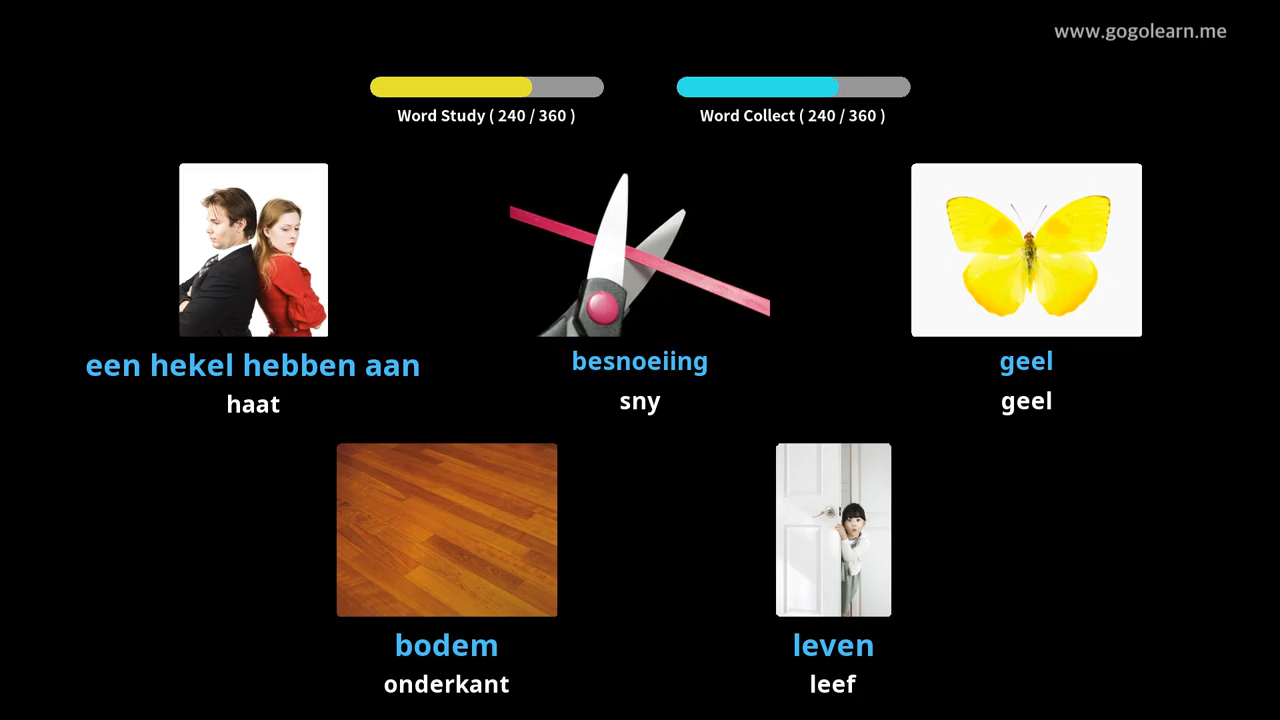 www.gogolearn.me
Word Study ( 240 / 360 )
Word Collect ( 240 / 360 )
een hekel hebben aan
haat
besnoeiing
sny
geel
geel
bodem
onderkant
leven
leef